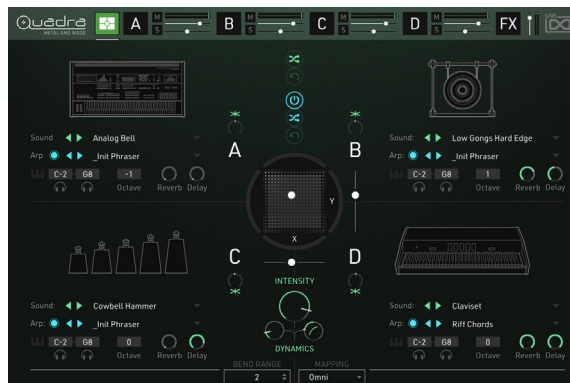 Quadra
METAL AND WOOD
A M S B M S C M S D M S FX
A
Sound Analog Bell
Arp: _Init Phraser
C-2 G8 -1
Octave Reverb Delay
B
Sound: Low Gongs Hard Edge
Arp: _Init Phraser
C-2 G8 1
Octave Reverb Delay
Y
X
C
Sound: Cowbell Hammer
Arp: _Init Phraser
C-2 G8 0
Octave Reverb Delay
D
Sound: Claviset
Arp: Riff Chords
C-2 G8 0
Octave Reverb Delay
INTENSITY
DYNAMICS
BEND RANGE MAPPING
2 Omni